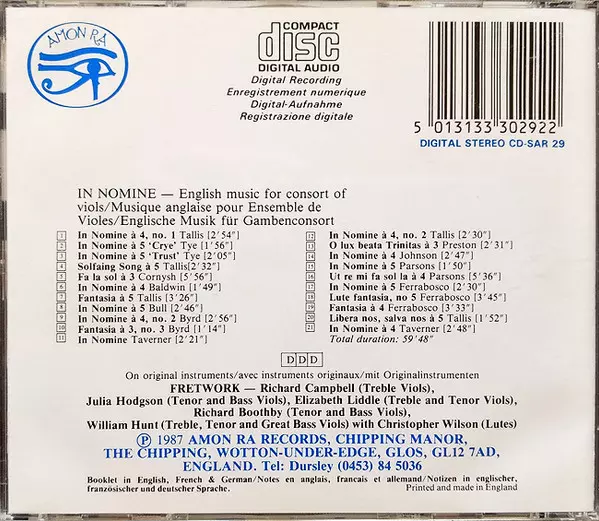 AMON RA
COMPACT
disc
DIGITAL AUDIO
Digital Recording
Enregistrement numerique
Digital-Aufnahme
Registrazione digitale
5 013133 302922
DIGITAL STEREO CD-SAR 29
IN NOMINE — English music for consort of
viols/Musique anglaise pour Ensemble de
Violes/Englische Musik für Gambenconsort
1 In Nomine à 4, no. 1 Tallis [2'54"]
2 In Nomine à 5 'Crye' Tye [1'56"]
3 In Nomine à 5 'Trust' Tye [2'05"]
4 Solfaing Song à 5 Tallis[2'32"]
5 Fa la sol à 3 Cornysh [5'56"]
6 In Nomine à 4 Baldwin [1'49"]
7 Fantasia à 5 Tallis [3'26"]
8 In Nomine à 5 Bull [2'46"]
9 In Nomine à 4, no. 2 Byrd [2'56"]
10 Fantasia à 3, no. 3 Byrd [1'14"]
11 In Nomine Taverner [2'21"]
12 In Nomine à 4, no. 2 Tallis [2'30"]
13 O lux beata Trinitas à 3 Preston [2'31"]
14 In Nomine à 4 Johnson [2'47"]
15 In Nomine à 5 Parsons [1'50"]
16 Ut re mi fa sol la à 4 Parsons [5'36"]
17 In Nomine à 5 Ferrabosco [2'30"]
18 Lute fantasia, no 5 Ferrabosco [3'45"]
19 Fantasia à 4 Ferrabosco [3'33"]
20 Libera nos, salva nos à 5 Tallis [1'52"]
21 In Nomine à 4 Taverner [2'48"]
Total duration: 59'48"
DDD
On original instruments/avec instruments originaux/mit Originalinstrumenten
FRETWORK – Richard Campbell (Treble Viols),
Julia Hodgson (Tenor and Bass Viols), Elizabeth Liddle (Treble and Tenor Viols),
Richard Boothby (Tenor and Bass Viols),
William Hunt (Treble, Tenor and Great Bass Viols) with Christopher Wilson (Lutes)
Ⓟ 1987 AMON RA RECORDS, CHIPPING MANOR,
THE CHIPPING, WOTTON-UNDER-EDGE, GLOS, GL12 7AD,
ENGLAND. Tel: Dursley (0453) 84 5036
Booklet in English, French & German/Notes en anglais, francais et allemand/Notizen in englischer,
französischer und deutscher Sprache.
Printed and made in England